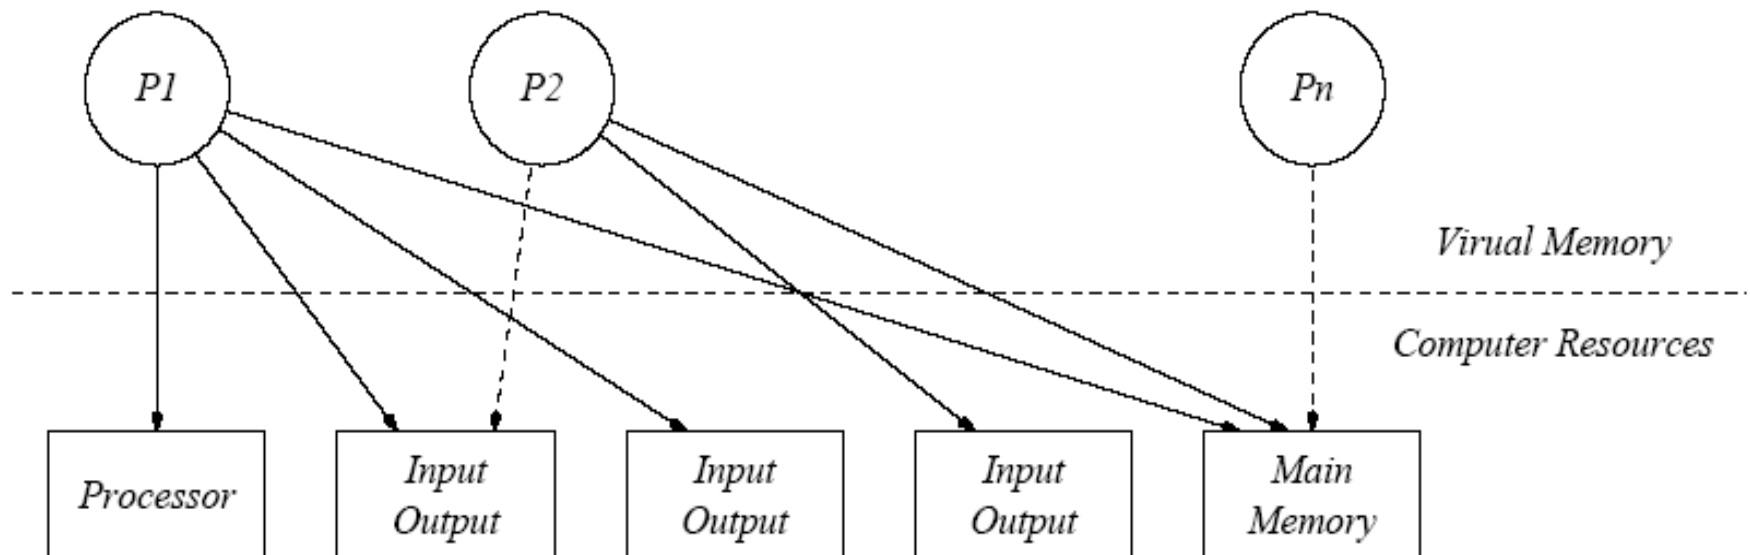 P1
P2
Pn
Virual Memory
Computer Resources
Processor
Input
Output
Input
Output
Input
Output
Main
Memory